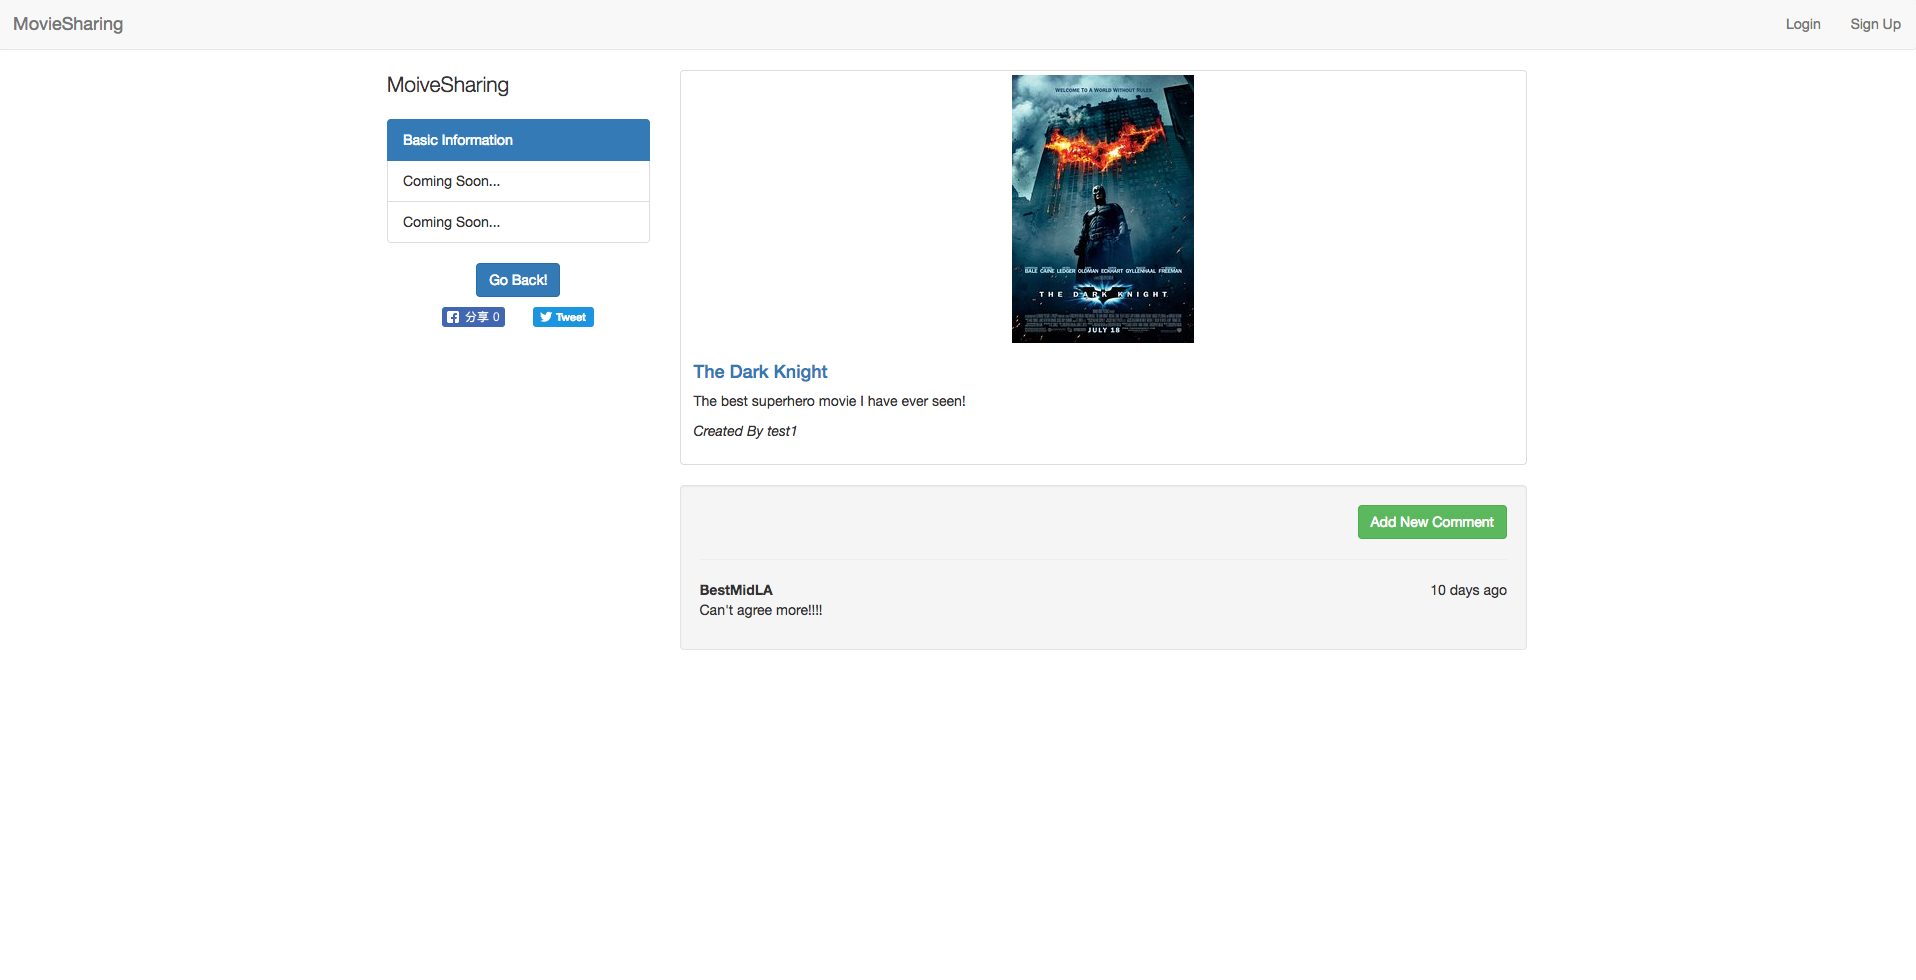 MovieSharing
Login
Sign Up
MoiveSharing
Basic Information
Coming Soon...
Coming Soon...
Go Back!
分享 0
Tweet
WELCOME TO A WORLD WITHOUT RULES.
BALE CAINE LEDGER OLDMAN ECKHART GYLLENHAAL FREEMAN
THE DARK KNIGHT
JULY 18
The Dark Knight
The best superhero movie I have ever seen!
Created By test1
Add New Comment
BestMidLA
10 days ago
Can't agree more!!!!